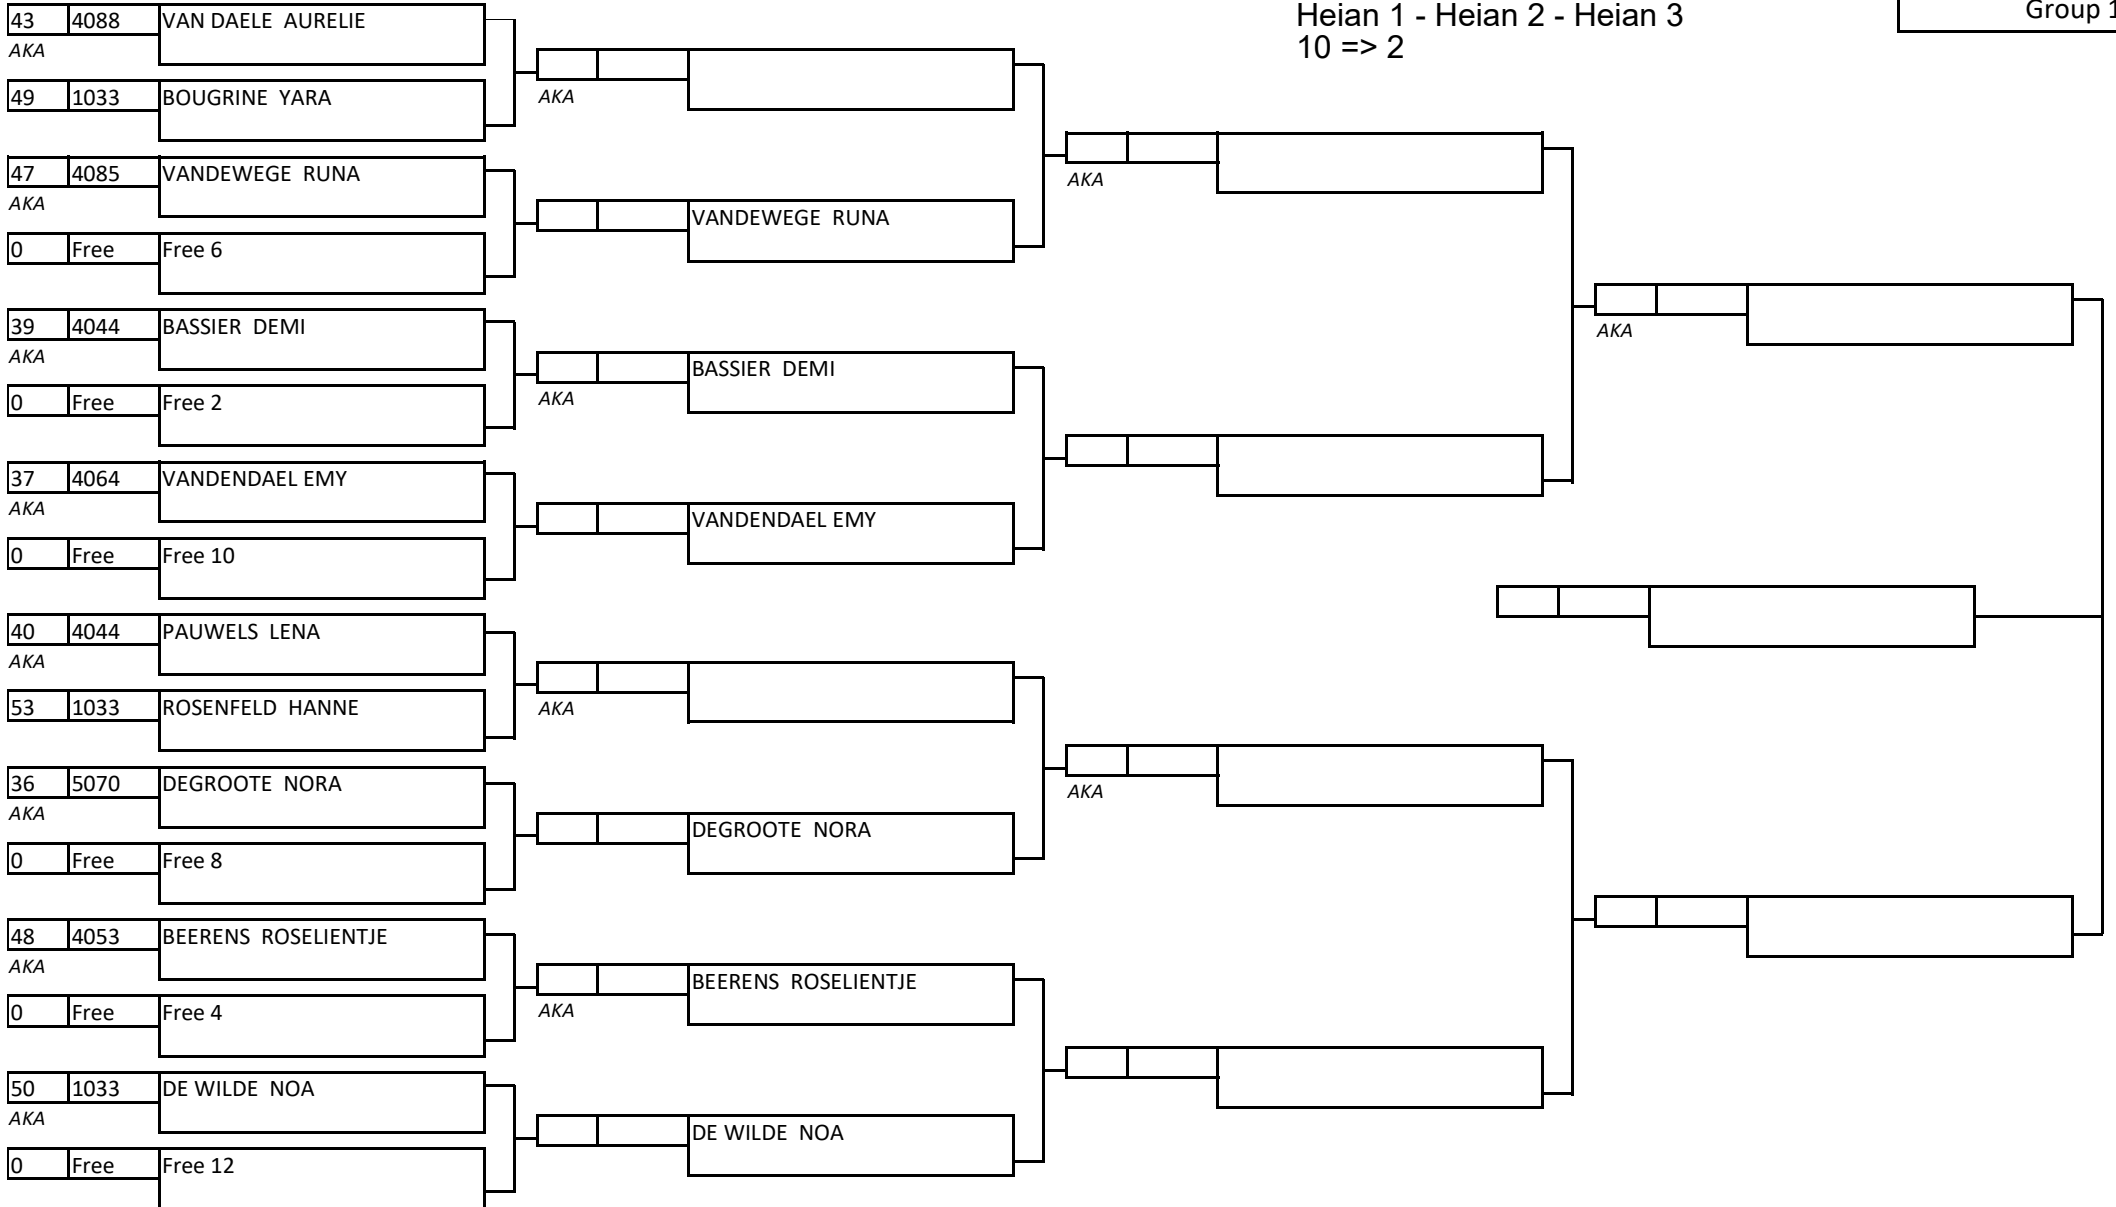 Heian 1 - Heian 2 - Heian 3
10 => 2
Group 1
43 4088 VAN DAELE AURELIE
AKA
49 1033 BOUGRINE YARA
AKA
47 4085 VANDEWEGE RUNA
AKA
AKA
VANDEWEGE RUNA
0 Free Free 6
39 4044 BASSIER DEMI
AKA
AKA
BASSIER DEMI
0 Free Free 2
AKA
37 4064 VANDENDAEL EMY
AKA
VANDENDAEL EMY
0 Free Free 10
40 4044 PAUWELS LENA
AKA
53 1033 ROSENFELD HANNE
AKA
36 5070 DEGROOTE NORA
AKA
AKA
DEGROOTE NORA
0 Free Free 8
48 4053 BEERENS ROSELIENTJE
AKA
BEERENS ROSELIENTJE
0 Free Free 4
AKA
50 1033 DE WILDE NOA
AKA
DE WILDE NOA
0 Free Free 12